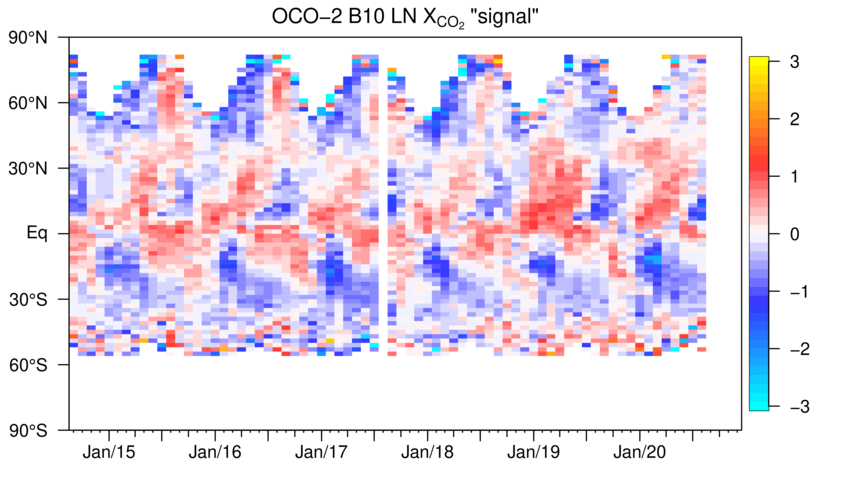 OCO−2 B10 LN XCO2 "signal"
90°N
60°N
30°N
Eq
30°S
60°S
90°S
Jan/15 Jan/16 Jan/17 Jan/18 Jan/19 Jan/20
3
2
1
0
−1
−2
−3